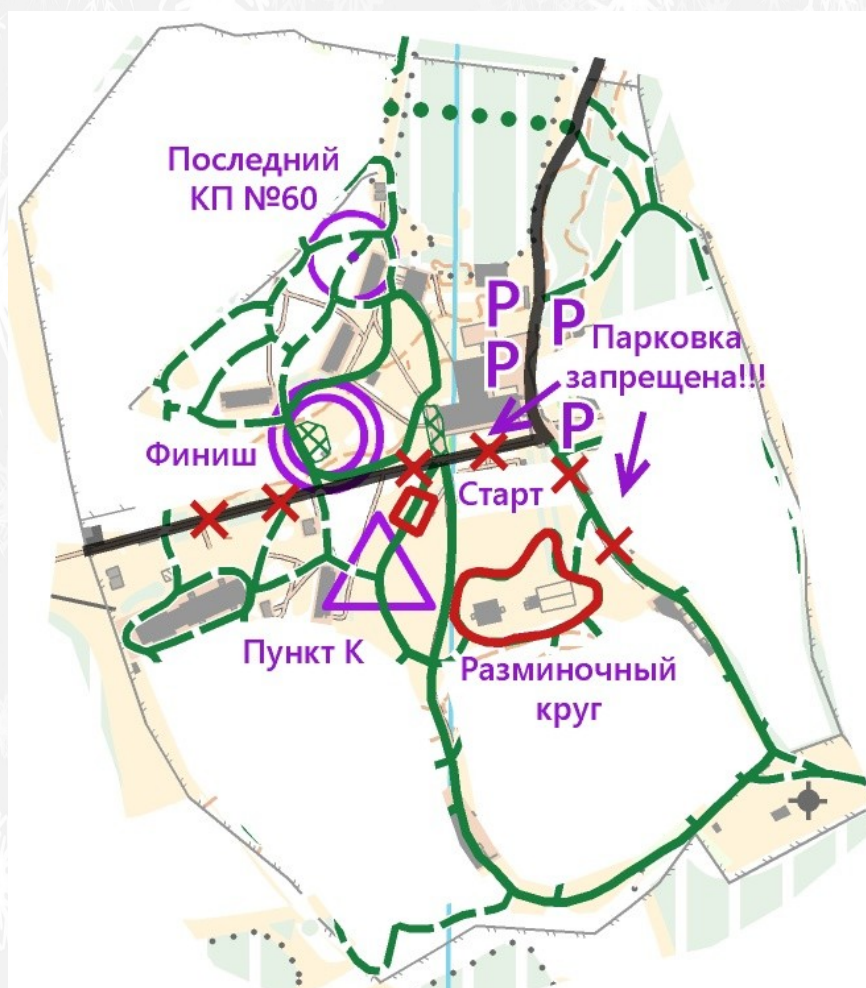 Последний
КП №60
P
P
P
Парковка
запрещена!!!
P
Финиш
Старт
Пункт К
Разминочный
круг